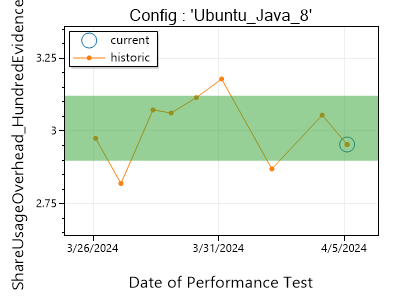 Config : 'Ubuntu_Java_8'
current
historic
ShareUsageOverhead_HundredEvidence
3.25
3
2.75
3/26/2024
3/31/2024
4/5/2024
Date of Performance Test